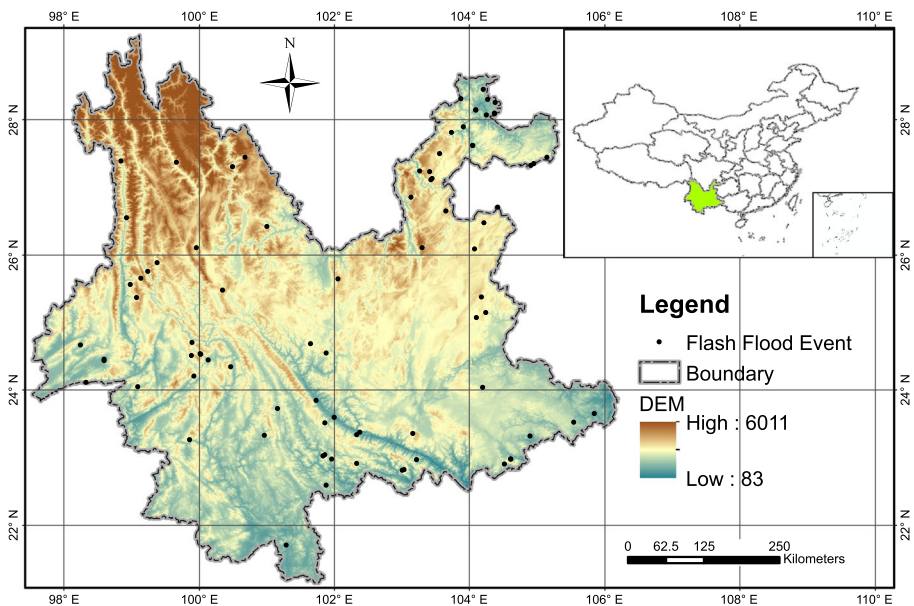 98° E 100° E 102° E 104° E 106° E 108° E 110° E
N
28° N 28° N
26° N 26° N
Legend
Flash Flood Event
Boundary
24° N 24° N
DEM
High : 6011
Low : 83
22° N 22° N
0 62.5 125 250
Kilometers
98° E 100° E 102° E 104° E 106° E 108° E 110° E